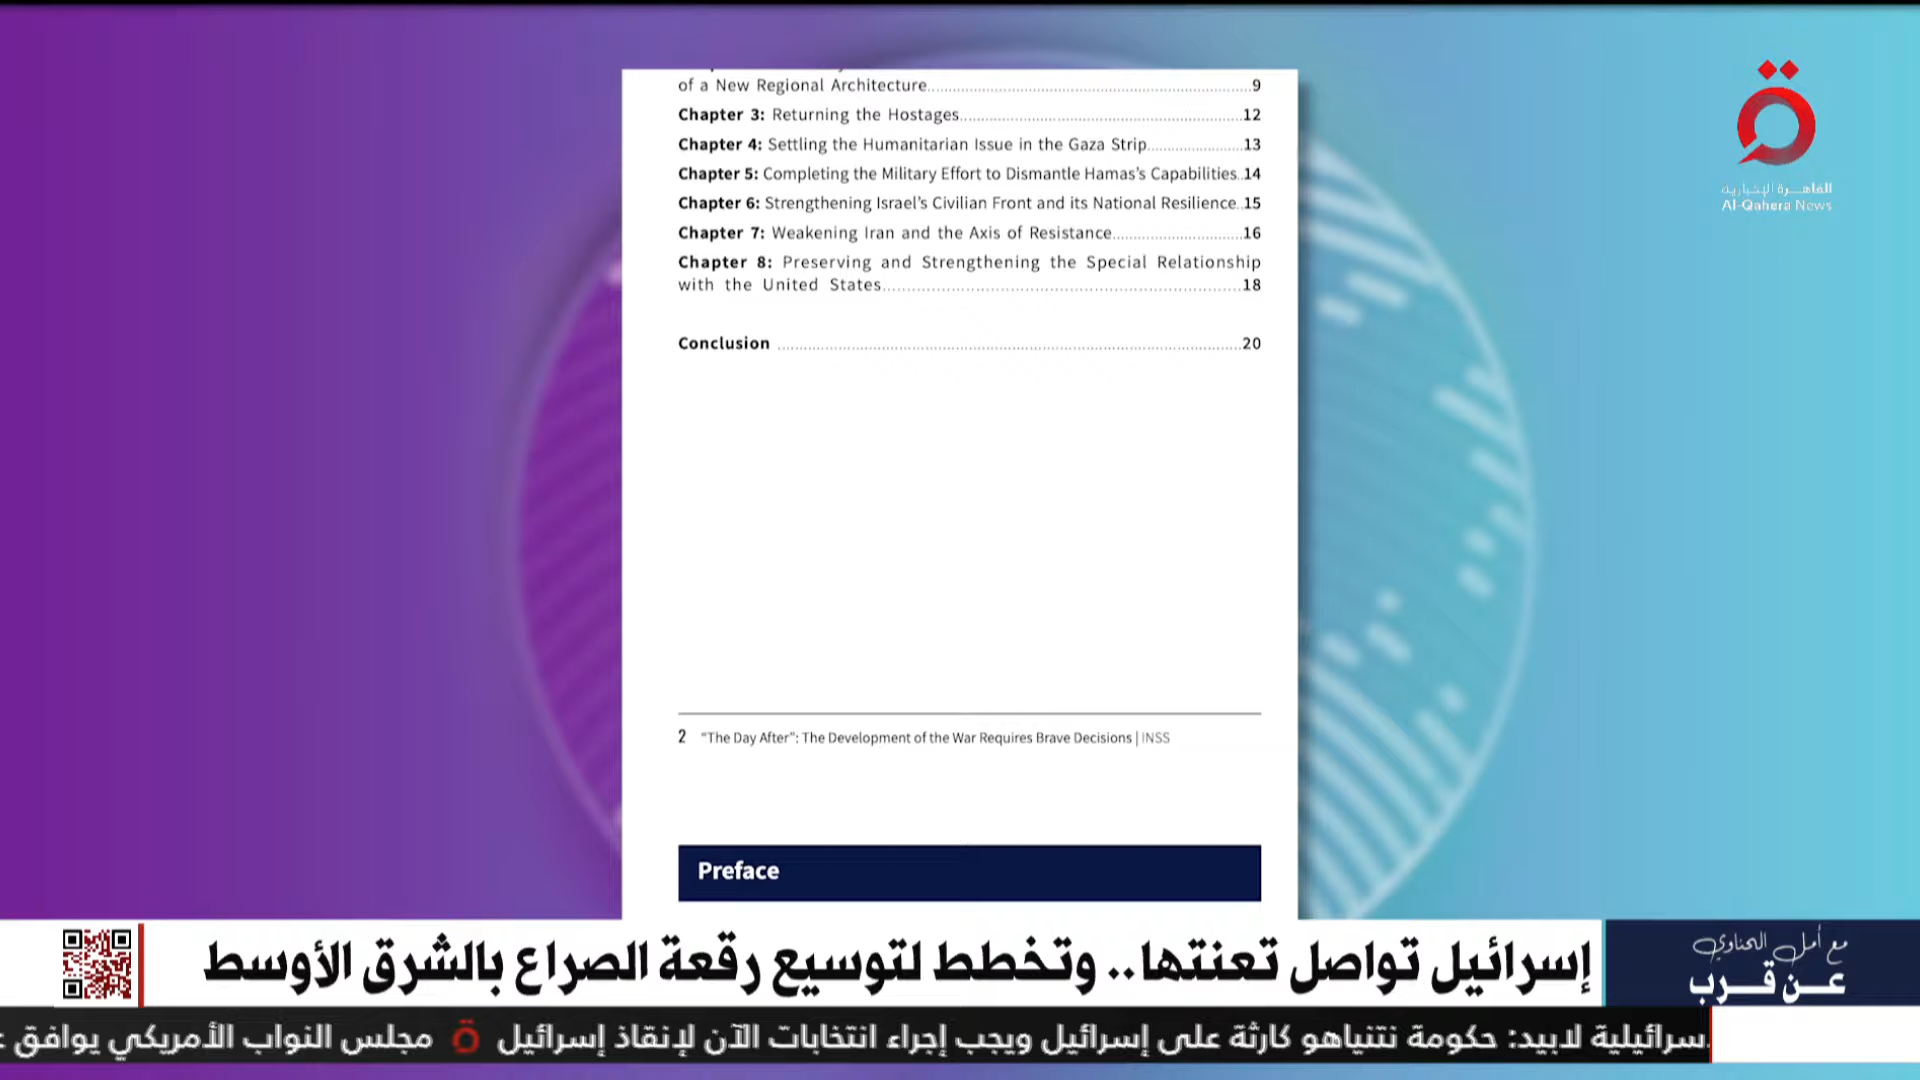 of a New Regional Architecture 9
Chapter 3: Returning the Hostages 12
Chapter 4: Settling the Humanitarian Issue in the Gaza Strip 13
Chapter 5: Completing the Military Effort to Dismantle Hamas's Capabilities 14
Chapter 6: Strengthening Israel's Civilian Front and its National Resilience 15
Chapter 7: Weakening Iran and the Axis of Resistance 16
Chapter 8: Preserving and Strengthening the Special Relationship
with the United States 18
Conclusion 20
2 "The Day After": The Development of the War Requires Brave Decisions | INSS
Preface
القاهرة الإخبارية
Al-Qahera News
إسرائيل تواصل تعنتها.. وتخطط لتوسيع رقعة الصراع بالشرق الأوسط
مع أمل الحناوي
عن قرب
سرائيلية لابيد: حكومة نتنياهو كارثة على إسرائيل ويجب إجراء انتخابات الآن لإنقاذ إسرائيل
مجلس النواب الأمريكي يوافق